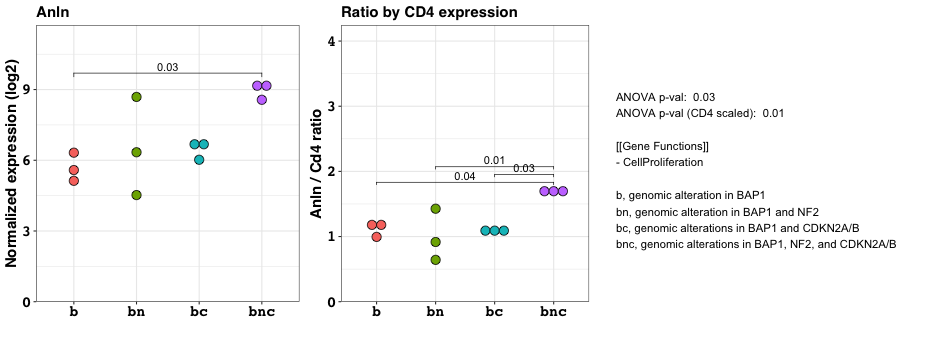 Anln
Normalized expression (log2)
9
6
3
0
0.03
b
bn
bc
bnc
Ratio by CD4 expression
Anln / Cd4 ratio
4
3
2
1
0
0.01
0.03
0.04
b
bn
bc
bnc
ANOVA p-val:  0.03
ANOVA p-val (CD4 scaled):  0.01
[[Gene Functions]]
- CellProliferation
b, genomic alteration in BAP1
bn, genomic alteration in BAP1 and NF2
bc, genomic alterations in BAP1 and CDKN2A/B
bnc, genomic alterations in BAP1, NF2, and CDKN2A/B